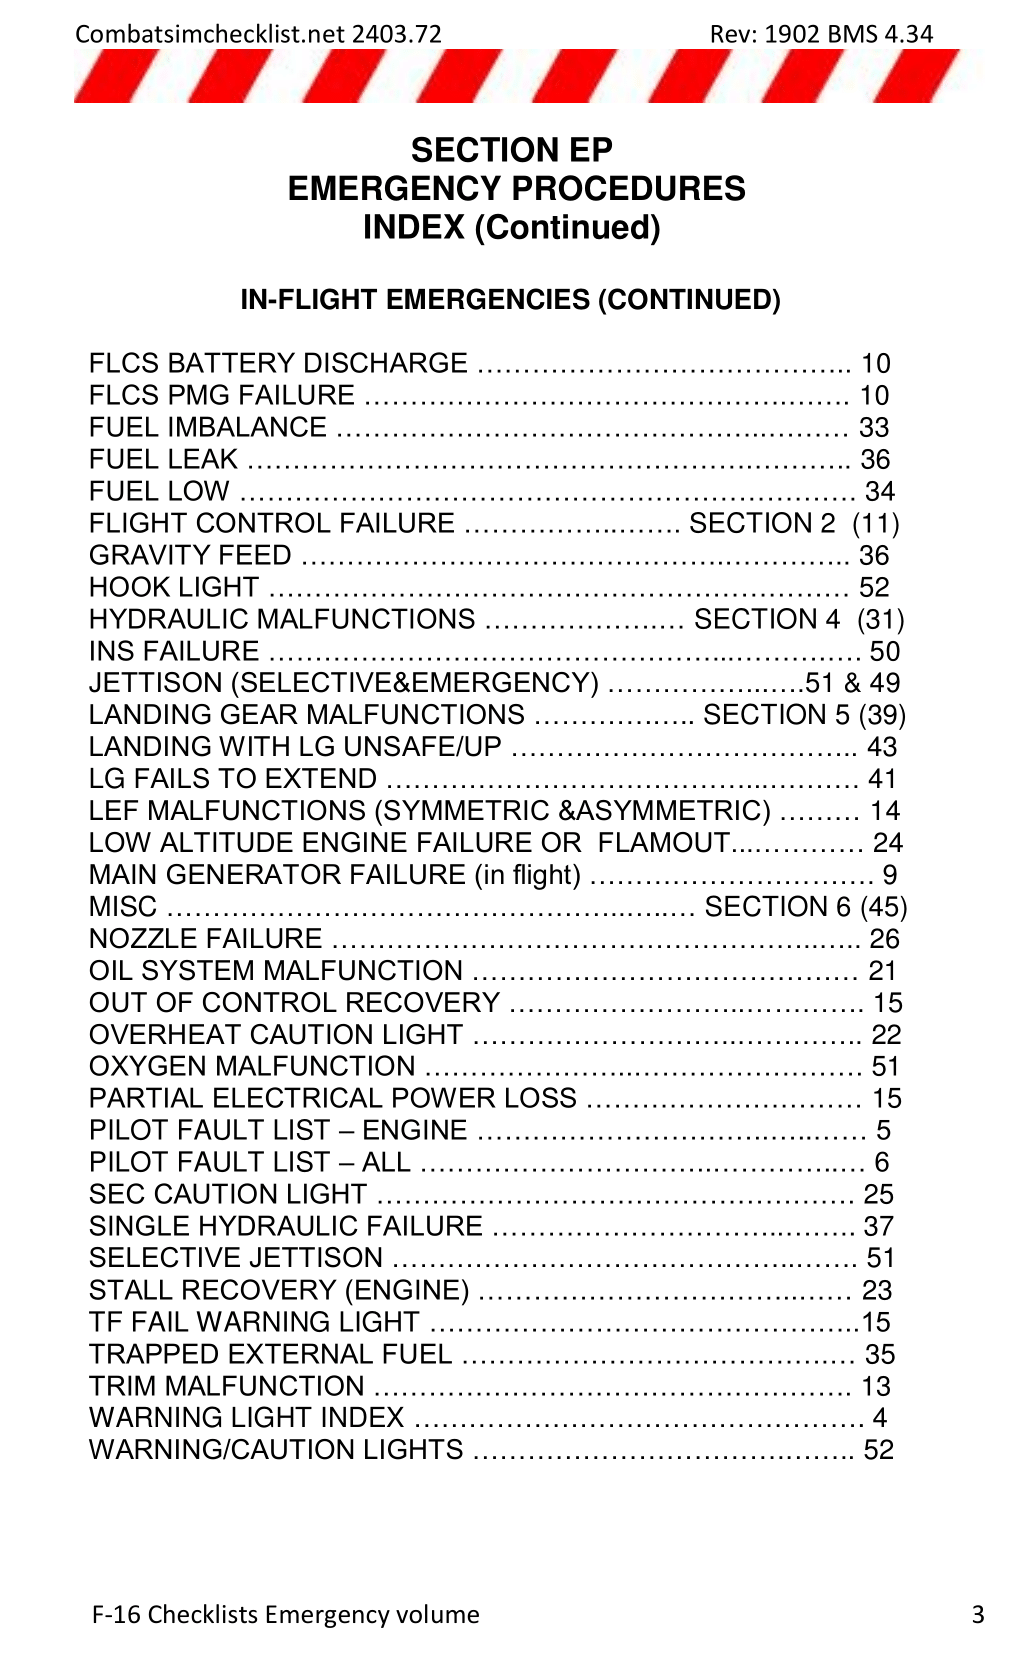 Combatsimchecklist.net 2403.72 Rev: 1902 BMS 4.34
SECTION EP
EMERGENCY PROCEDURES
INDEX (Continued)
IN-FLIGHT EMERGENCIES (CONTINUED)
FLCS BATTERY DISCHARGE ………………………………….. 10
FLCS PMG FAILURE ……………………………………….……. 10
FUEL IMBALANCE ……………………………………….……… 33
FUEL LEAK ……………………………………………….……….. 36
FUEL LOW …………………………………………………………. 34
FLIGHT CONTROL FAILURE ……………..……. SECTION 2 (11)
GRAVITY FEED ……………………………………….………….. 36
HOOK LIGHT …………………………………………….……… 52
HYDRAULIC MALFUNCTIONS ……………….… SECTION 4 (31)
INS FAILURE …………………………………………..…………. 50
JETTISON (SELECTIVE&EMERGENCY) ……………..….51 & 49
LANDING GEAR MALFUNCTIONS ………….….. SECTION 5 (39)
LANDING WITH LG UNSAFE/UP ……………………………….. 43
LG FAILS TO EXTEND …………………………………..………. 41
LEF MALFUNCTIONS (SYMMETRIC &ASYMMETRIC) ……… 14
LOW ALTITUDE ENGINE FAILURE OR FLAMOUT...………… 24
MAIN GENERATOR FAILURE (in flight) …………………………. 9
MISC …………………………………………..…..… SECTION 6 (45)
NOZZLE FAILURE …………….………………………………..….. 26
OIL SYSTEM MALFUNCTION …………….……………….……… 21
OUT OF CONTROL RECOVERY ……………………..…………. 15
OVERHEAT CAUTION LIGHT ………………………..………….. 22
OXYGEN MALFUNCTION …………………..…………………… 51
PARTIAL ELECTRICAL POWER LOSS ………………………… 15
PILOT FAULT LIST – ENGINE ………………………….…..…… 5
PILOT FAULT LIST – ALL ………………………….…………..… 6
SEC CAUTION LIGHT …………………………………………… 25
SINGLE HYDRAULIC FAILURE …………………………..…….. 37
SELECTIVE JETTISON ……………………………………..……. 51
STALL RECOVERY (ENGINE) …………………………….…… 23
TF FAIL WARNING LIGHT ………………………………………..15
TRAPPED EXTERNAL FUEL ………………………………….… 35
TRIM MALFUNCTION ……………………………………………. 13
WARNING LIGHT INDEX …………………………………………. 4
WARNING/CAUTION LIGHTS …………………………….……. 52
F-16 Checklists Emergency volume 3